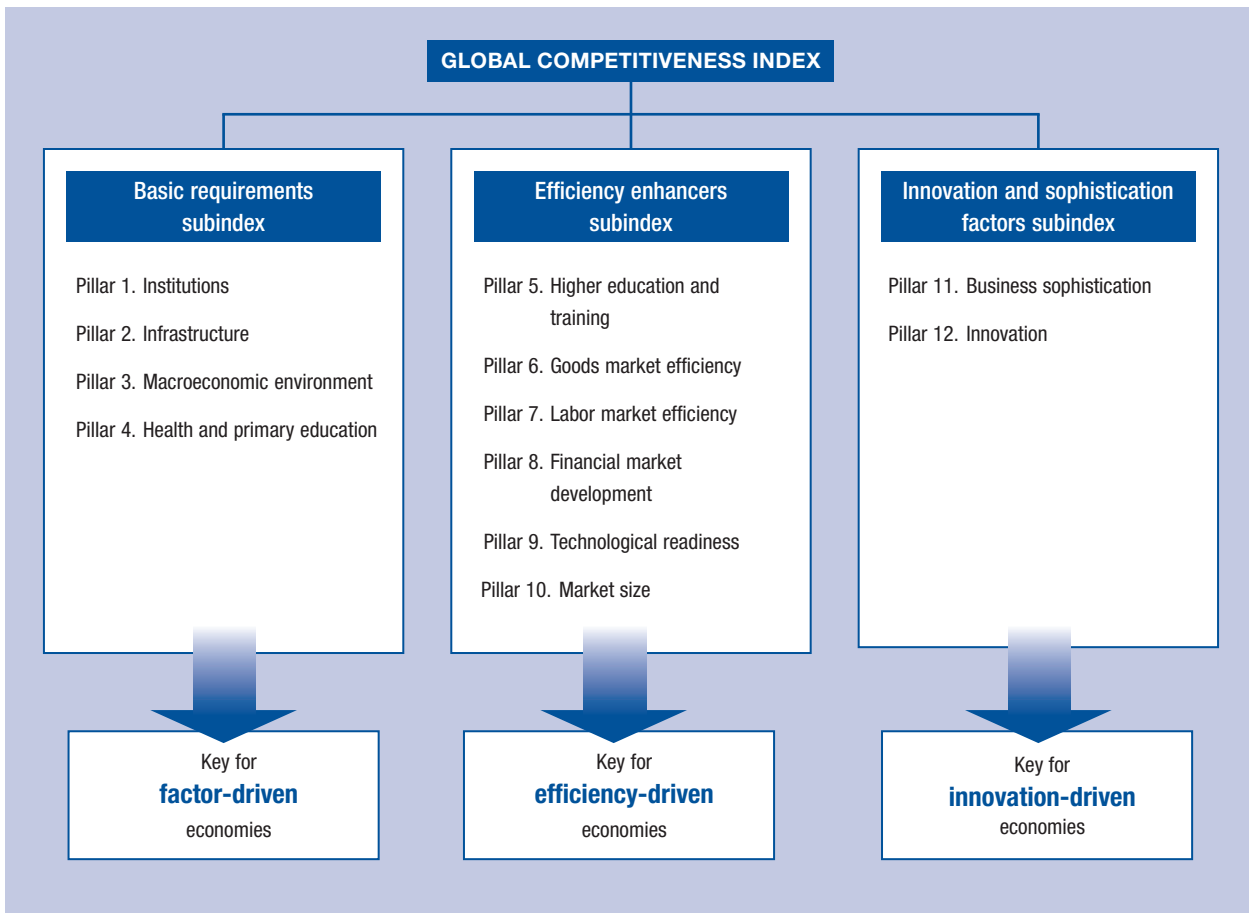 GLOBAL COMPETITIVENESS INDEX
Basic requirements
subindex
Pillar 1. Institutions
Pillar 2. Infrastructure
Pillar 3. Macroeconomic environment
Pillar 4. Health and primary education
Key for
factor-driven
economies
Efficiency enhancers
subindex
Pillar 5. Higher education and
training
Pillar 6. Goods market efficiency
Pillar 7. Labor market efficiency
Pillar 8. Financial market
development
Pillar 9. Technological readiness
Pillar 10. Market size
Key for
efficiency-driven
economies
Innovation and sophistication
factors subindex
Pillar 11. Business sophistication
Pillar 12. Innovation
Key for
innovation-driven
economies